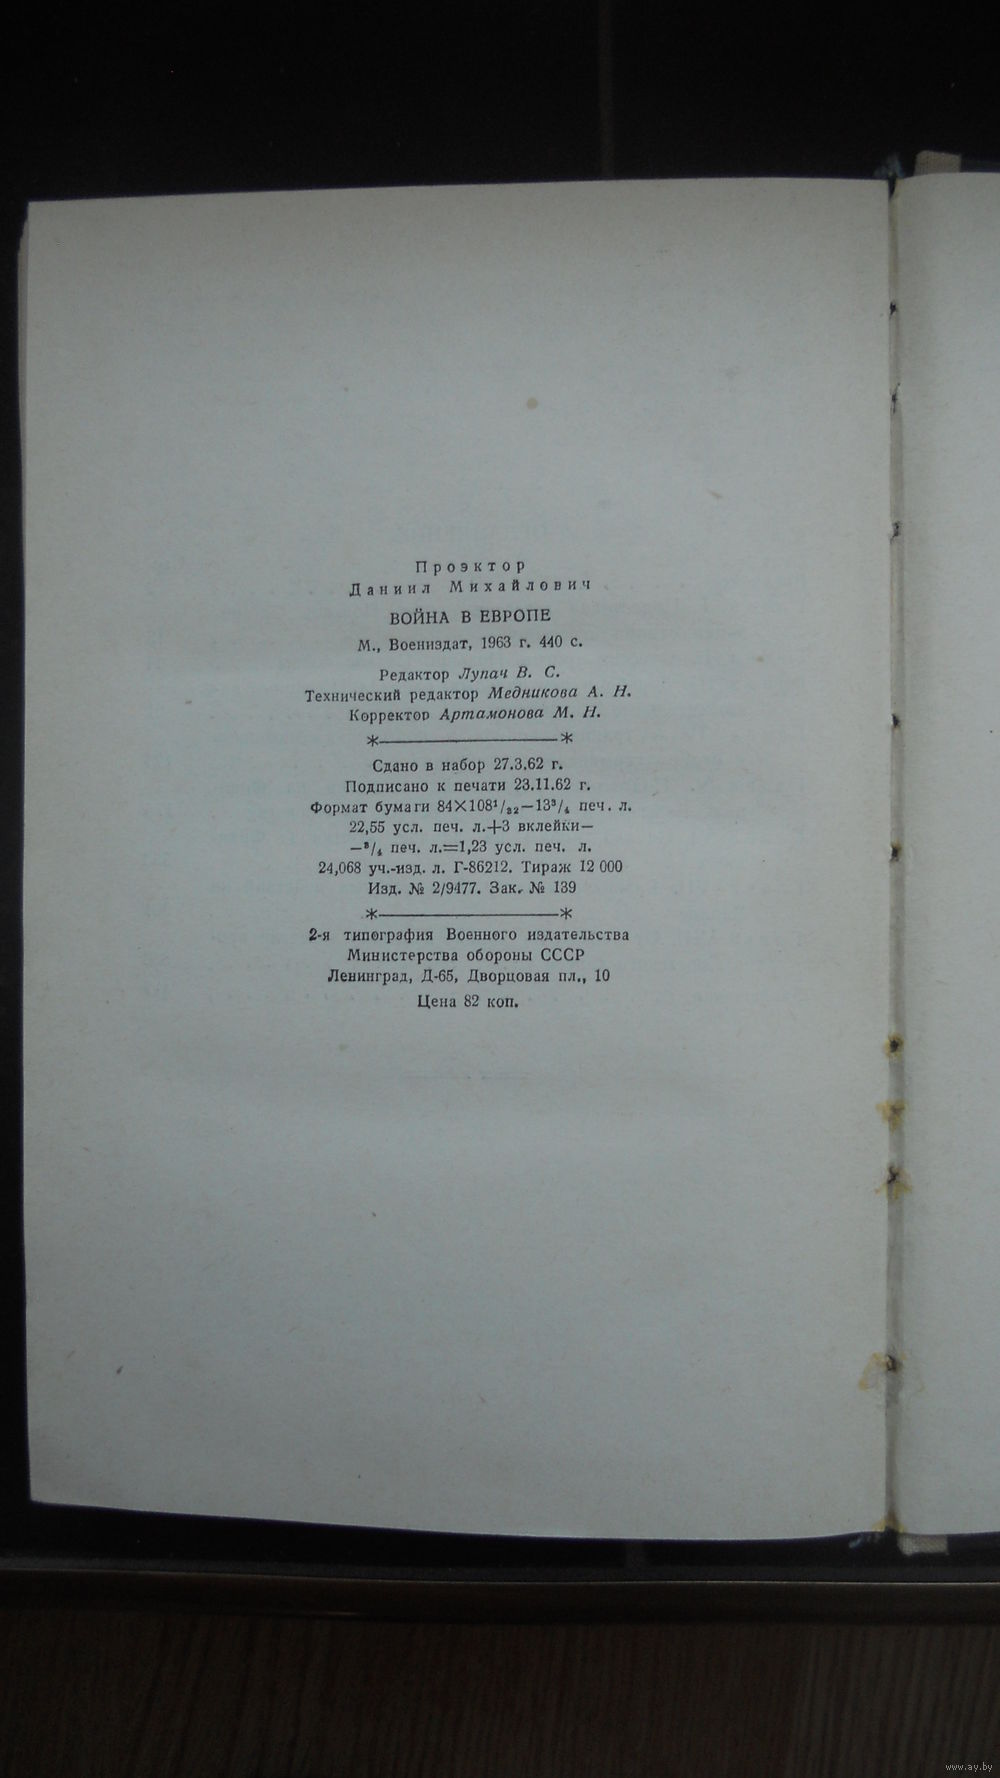 Проэктор
Даниил Михайлович
ВОЙНА В ЕВРОПЕ
М., Воениздат, 1963 г. 440 с.
Редактор Лупач В. С.
Технический редактор Медникова А. Н.
Корректор Артамонова М. Н.
*———*
Сдано в набор 27.3.62 г.
Подписано к печати 23.11.62 г.
Формат бумаги 84×108¹/₃₂—13³/₄ печ. л.
22,55 усл. печ. л.+3 вклейки—
—³/₄ печ. л.=1,23 усл. печ. л.
24,068 уч.-изд. л. Г-86212. Тираж 12 000
Изд. № 2/9477. Зак. № 139
*———*
2-я типография Военного издательства
Министерства обороны СССР
Ленинград, Д-65, Дворцовая пл., 10
Цена 82 коп.
www.ay.by